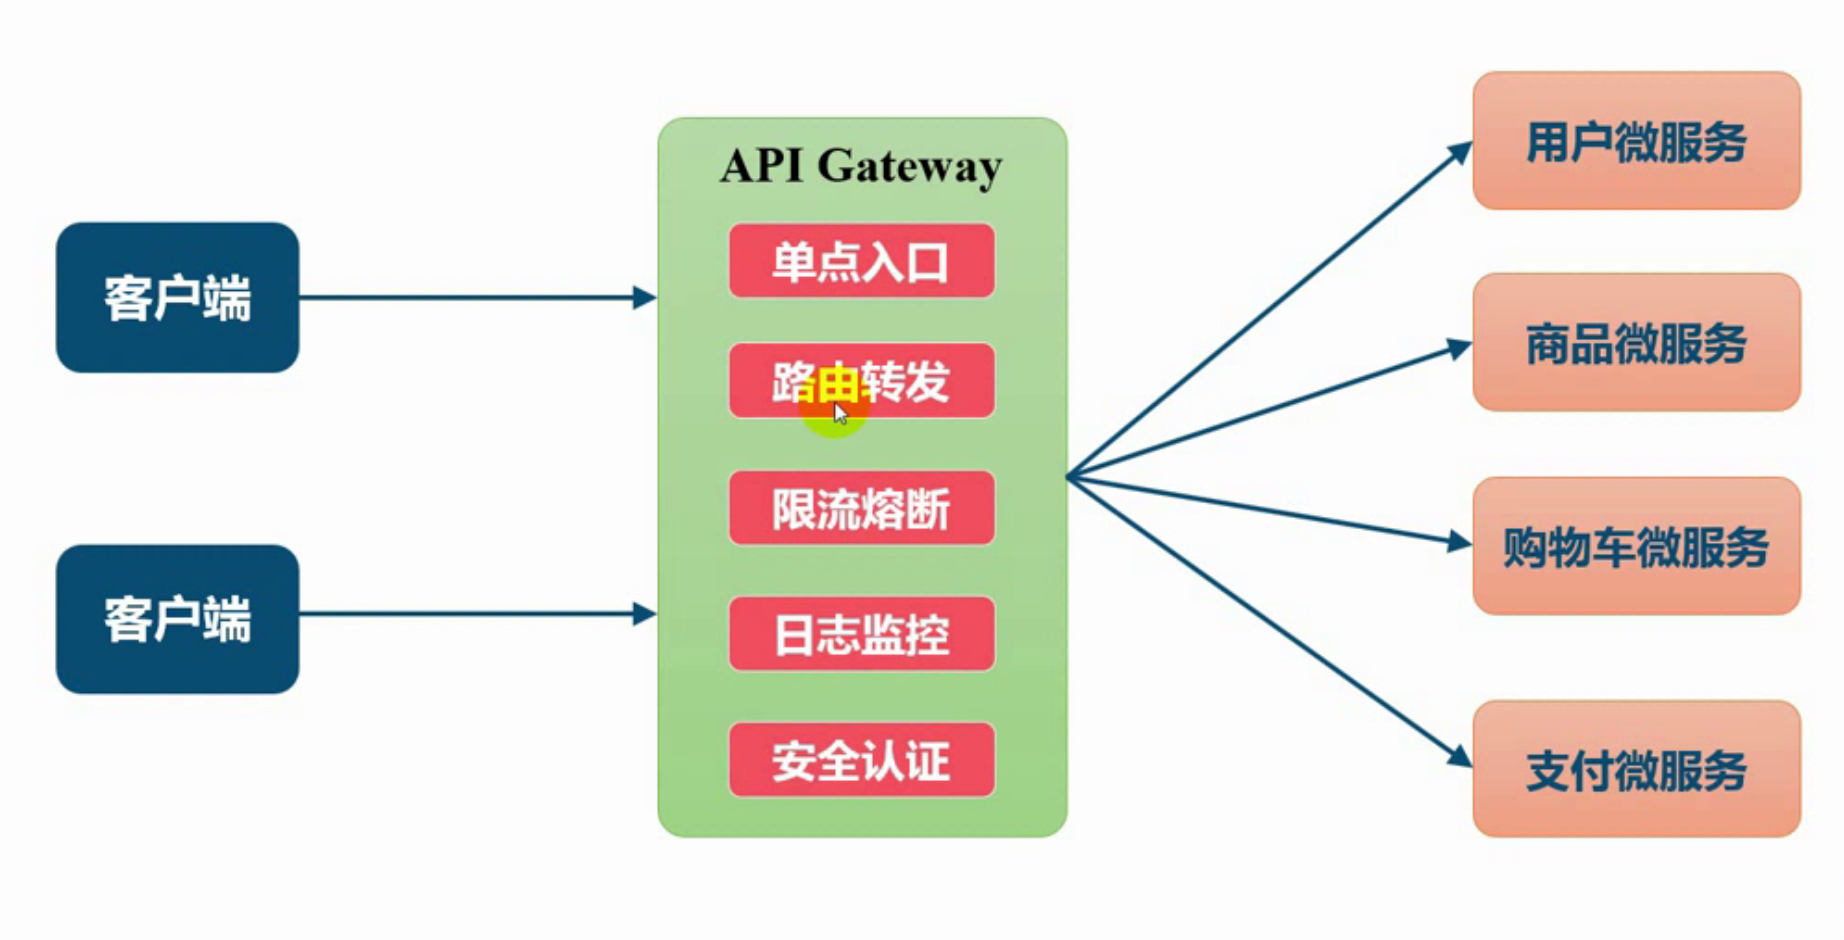 客户端
客户端
API Gateway
单点入口
路由转发
限流熔断
日志监控
安全认证
用户微服务
商品微服务
购物车微服务
支付微服务